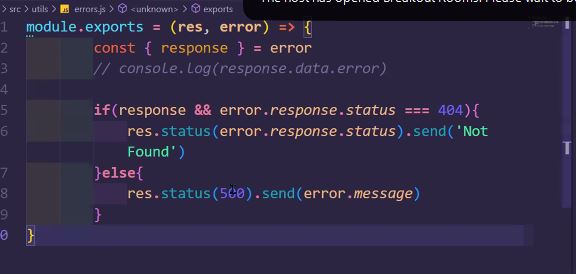 The host has opened Breakout Rooms. Please wait to b
> src > utils > JS errors.js > <unknown> > exports
1 module.exports = (res, error) => {
2 const { response } = error
3 // console.log(response.data.error)
4
5 if(response && error.response.status === 404){
6 res.status(error.response.status).send('Not
Found')
7 }else{
8 res.status(500).send(error.message)
9 }
0 }